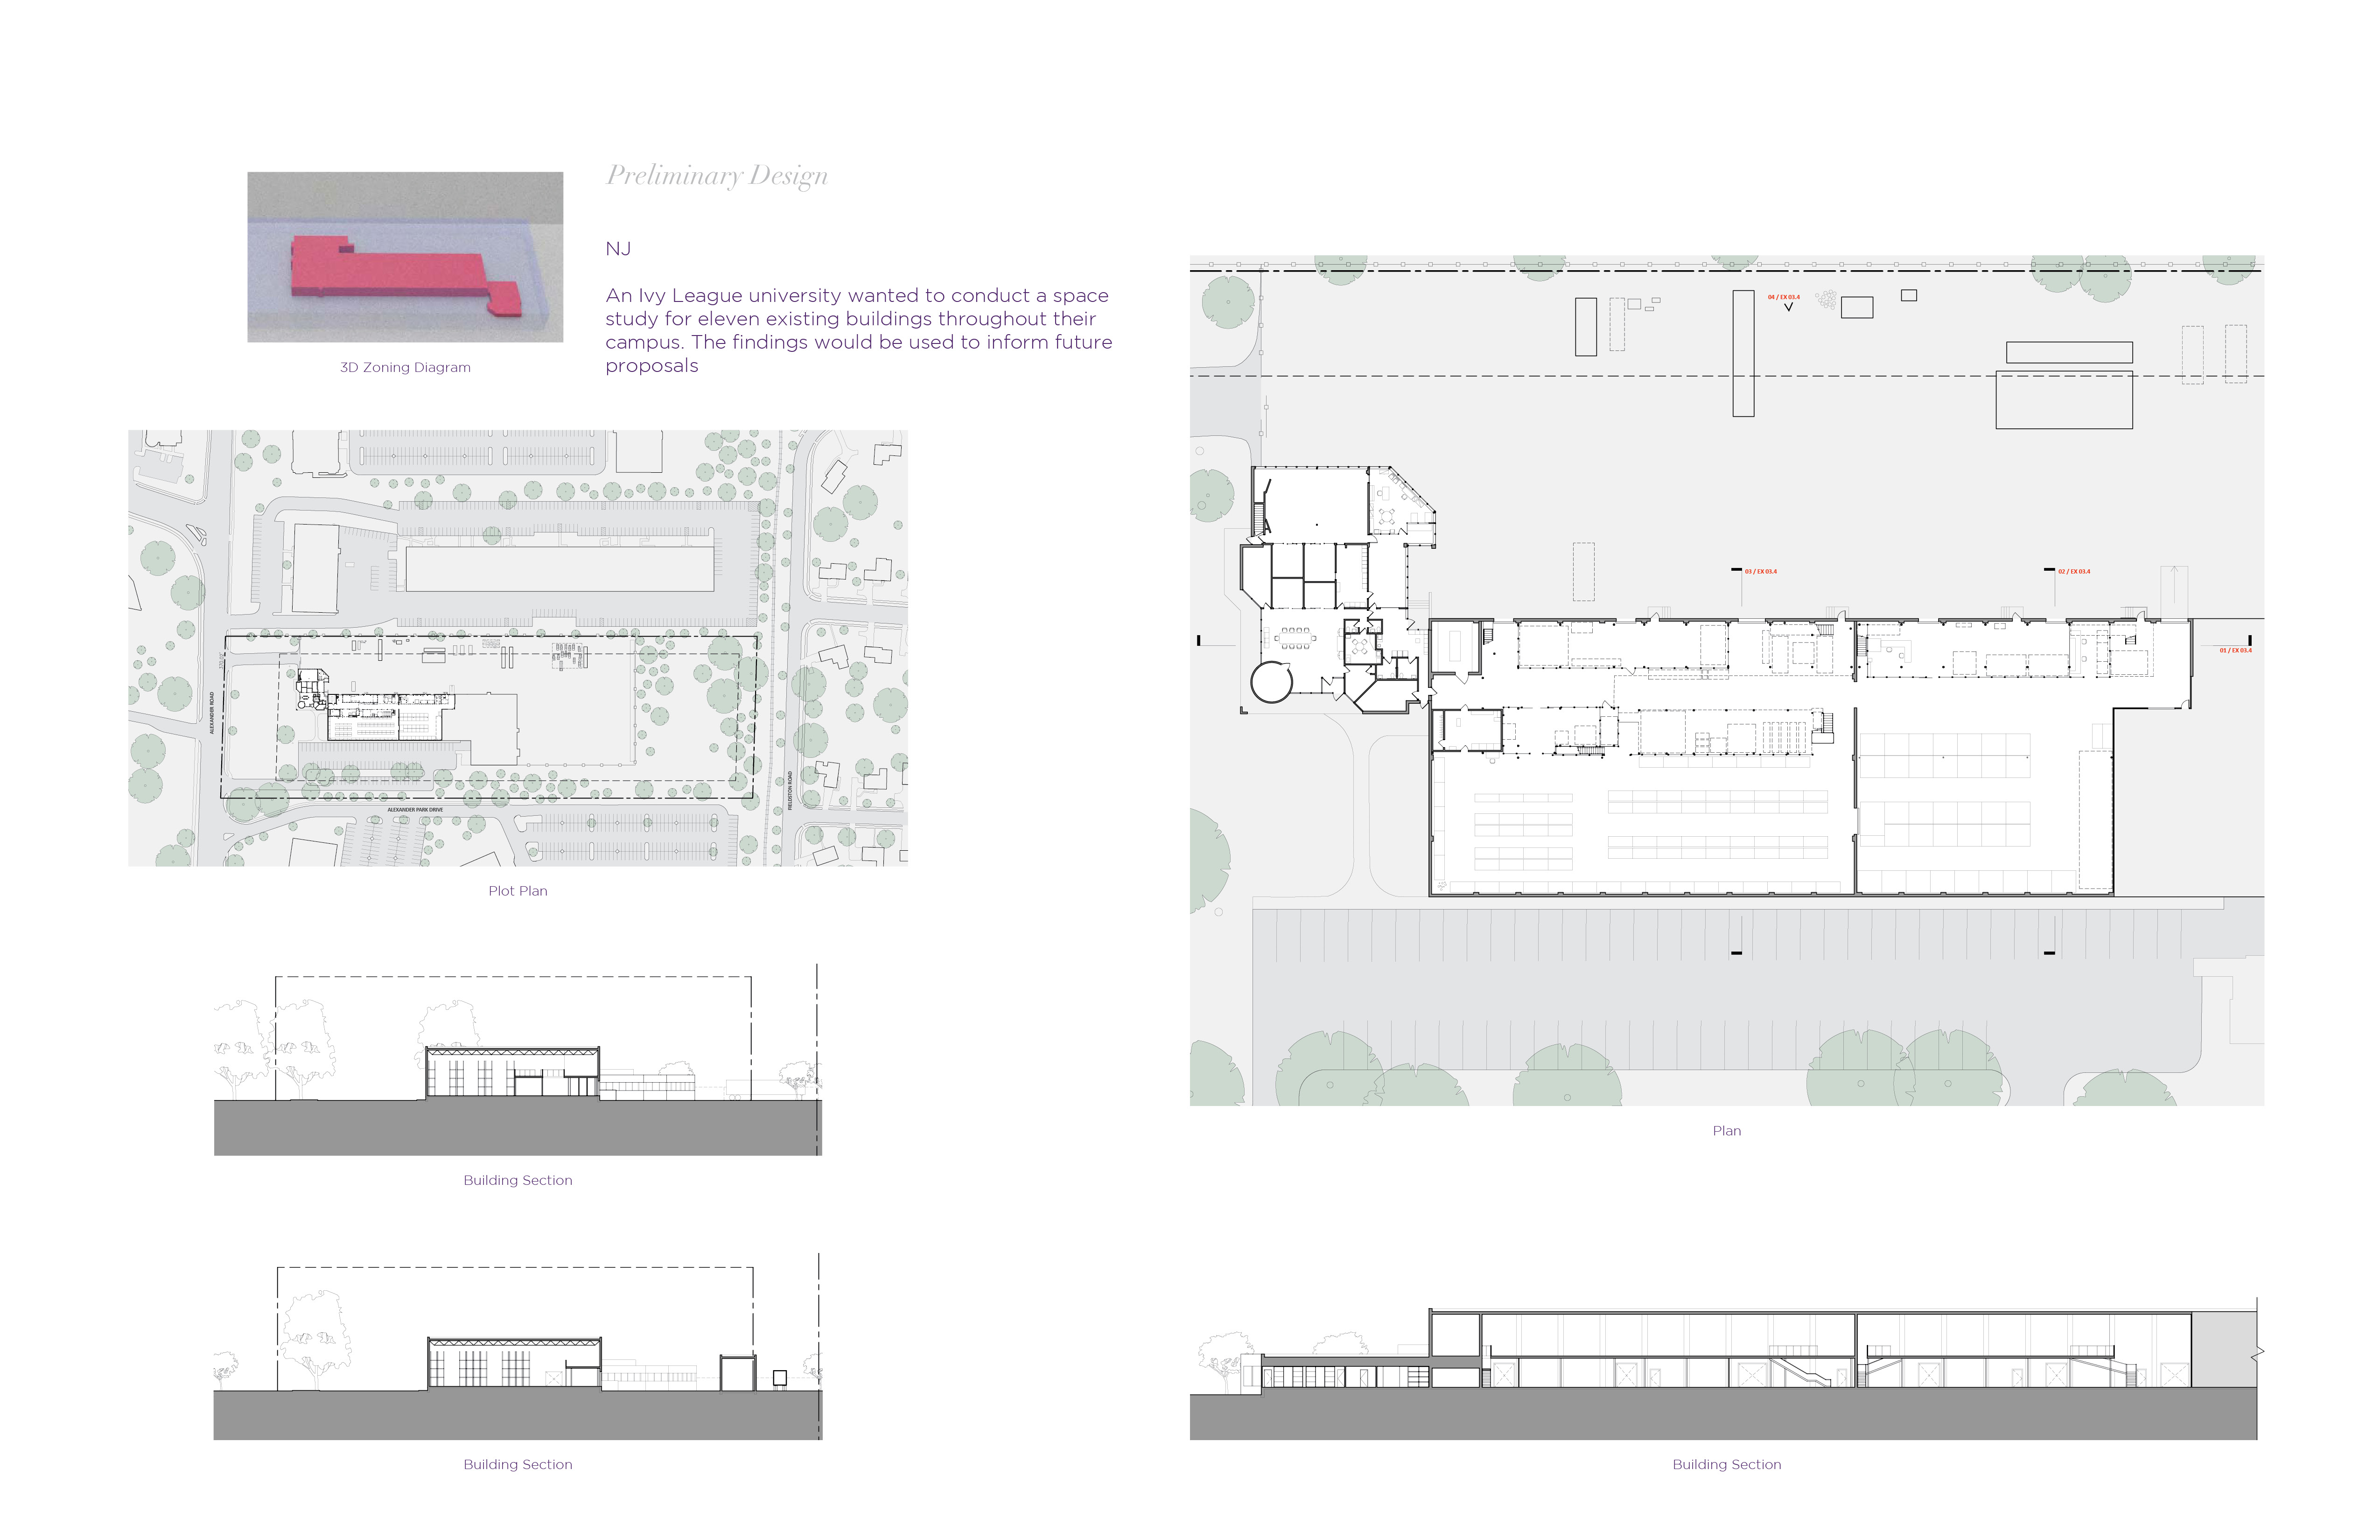 Preliminary Design
NJ
An Ivy League university wanted to conduct a space
study for eleven existing buildings throughout their
campus. The findings would be used to inform future
proposals
3D Zoning Diagram
ALEXANDER ROAD
FIELDSTON ROAD
ALEXANDER PARK DRIVE
Plot Plan
Building Section
Building Section
04 / EX 03.4
03 / EX 03.4
02 / EX 03.4
01 / EX 03.4
Plan
Building Section